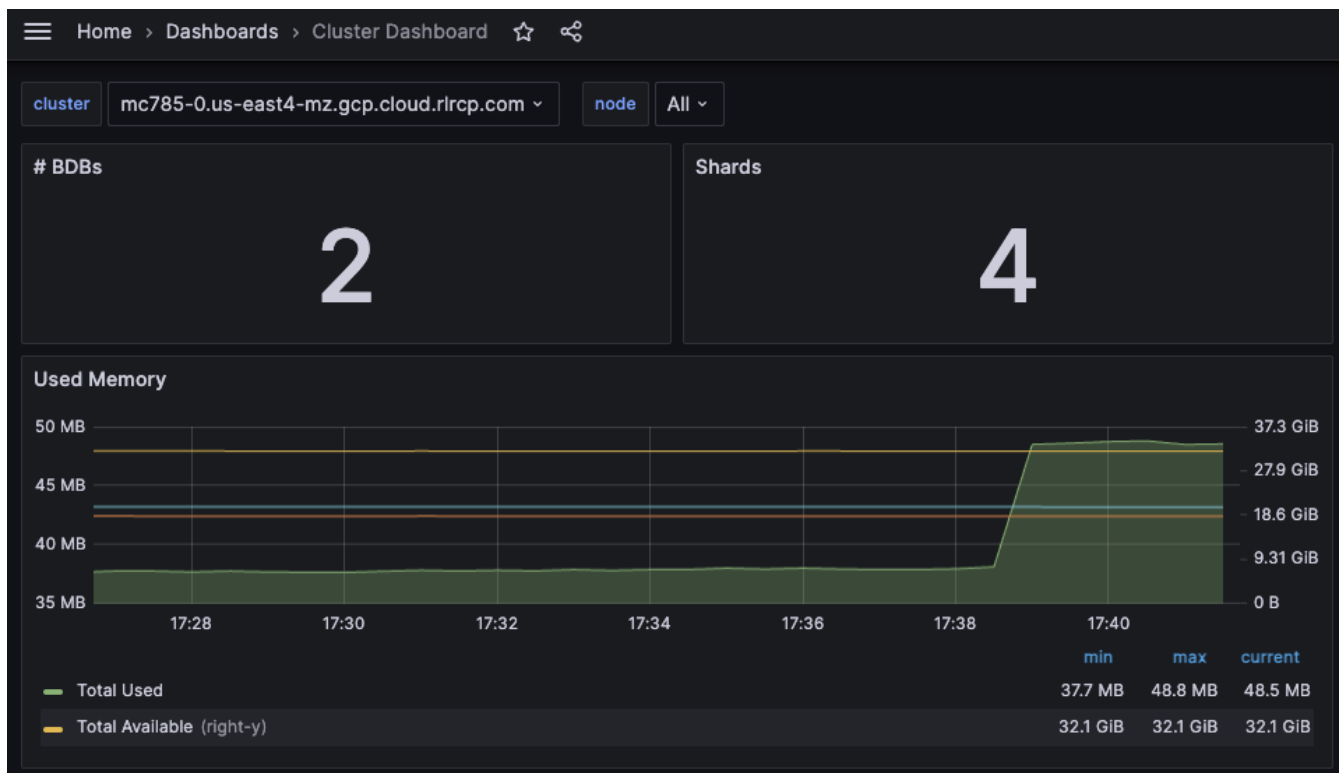 Home › Dashboards › Cluster Dashboard
cluster mc785-0.us-east4-mz.gcp.cloud.rlrcp.com node All
# BDBs
2
Shards
4
Used Memory
50 MB
45 MB
40 MB
35 MB
37.3 GiB
27.9 GiB
18.6 GiB
9.31 GiB
0 B
17:28 17:30 17:32 17:34 17:36 17:38 17:40
min max current
Total Used 37.7 MB 48.8 MB 48.5 MB
Total Available (right-y) 32.1 GiB 32.1 GiB 32.1 GiB